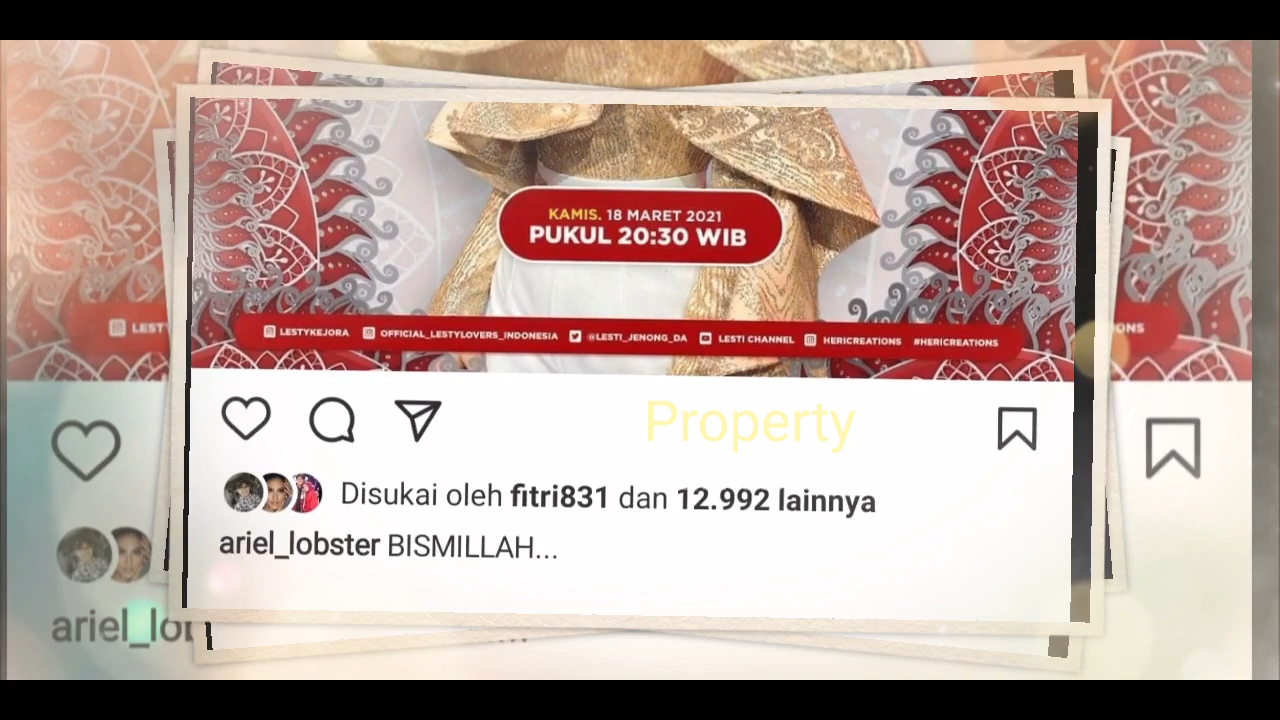 KAMIS. 18 MARET 2021
PUKUL 20:30 WIB
LESTYKEJORA OFFICIAL_LESTYLOVERS_INDONESIA @LESTI_JENONG_DA LESTI CHANNEL HERICREATIONS #HERICREATIONS
Property
Disukai oleh fitri831 dan 12.992 lainnya
ariel_lobster BISMILLAH...